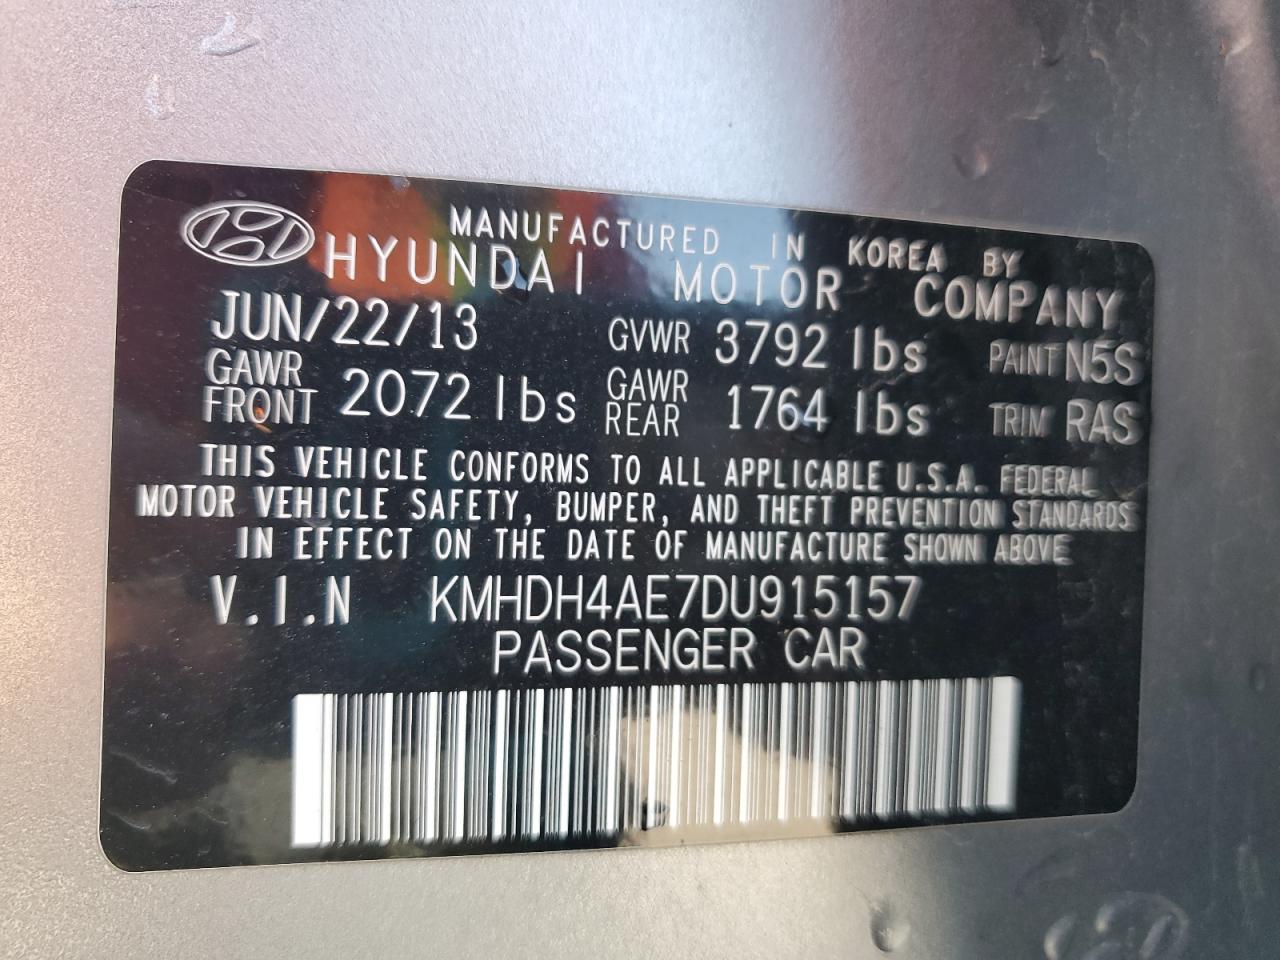 MANUFACTURED IN KOREA BY
HYUNDAI MOTOR COMPANY
JUN/22/13 GVWR 3792 lbs PAINT N5S
GAWR FRONT 2072 lbs GAWR REAR 1764 lbs TRIM RAS
THIS VEHICLE CONFORMS TO ALL APPLICABLE U.S.A. FEDERAL
MOTOR VEHICLE SAFETY, BUMPER, AND THEFT PREVENTION STANDARDS
IN EFFECT ON THE DATE OF MANUFACTURE SHOWN ABOVE
V.I.N KMHDH4AE7DU915157
PASSENGER CAR